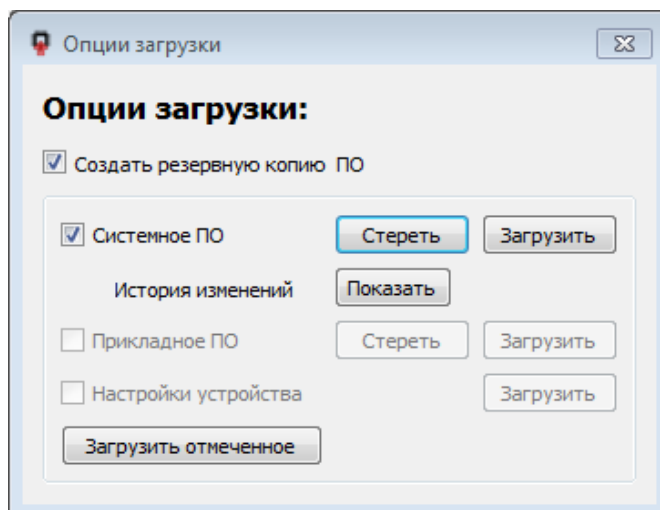 Опции загрузки
Опции загрузки:
Создать резервную копию ПО
Системное ПО Стереть Загрузить
История изменений Показать
Прикладное ПО Стереть Загрузить
Настройки устройства Загрузить
Загрузить отмеченное